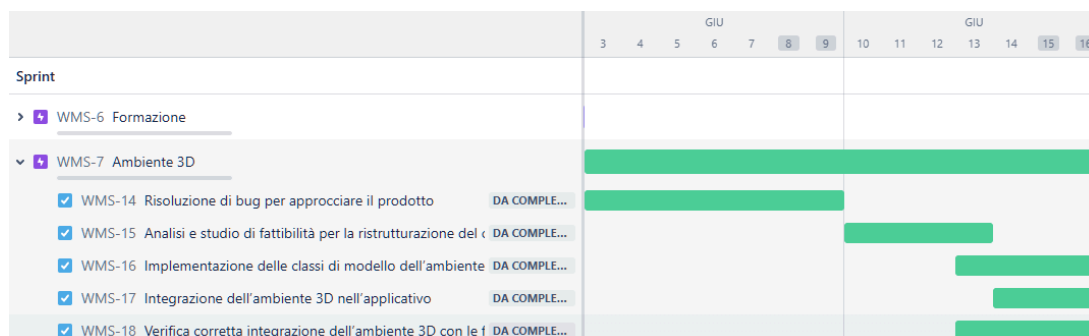 GIU GIU
3 4 5 6 7 8 9 10 11 12 13 14 15 16
Sprint
WMS-6 Formazione
WMS-7 Ambiente 3D
WMS-14 Risoluzione di bug per approcciare il prodotto DA COMPLE...
WMS-15 Analisi e studio di fattibilità per la ristrutturazione del DA COMPLE...
WMS-16 Implementazione delle classi di modello dell'ambiente DA COMPLE...
WMS-17 Integrazione dell'ambiente 3D nell'applicativo DA COMPLE...
WMS-18 Verifica corretta integrazione dell'ambiente 3D con le DA COMPLE...